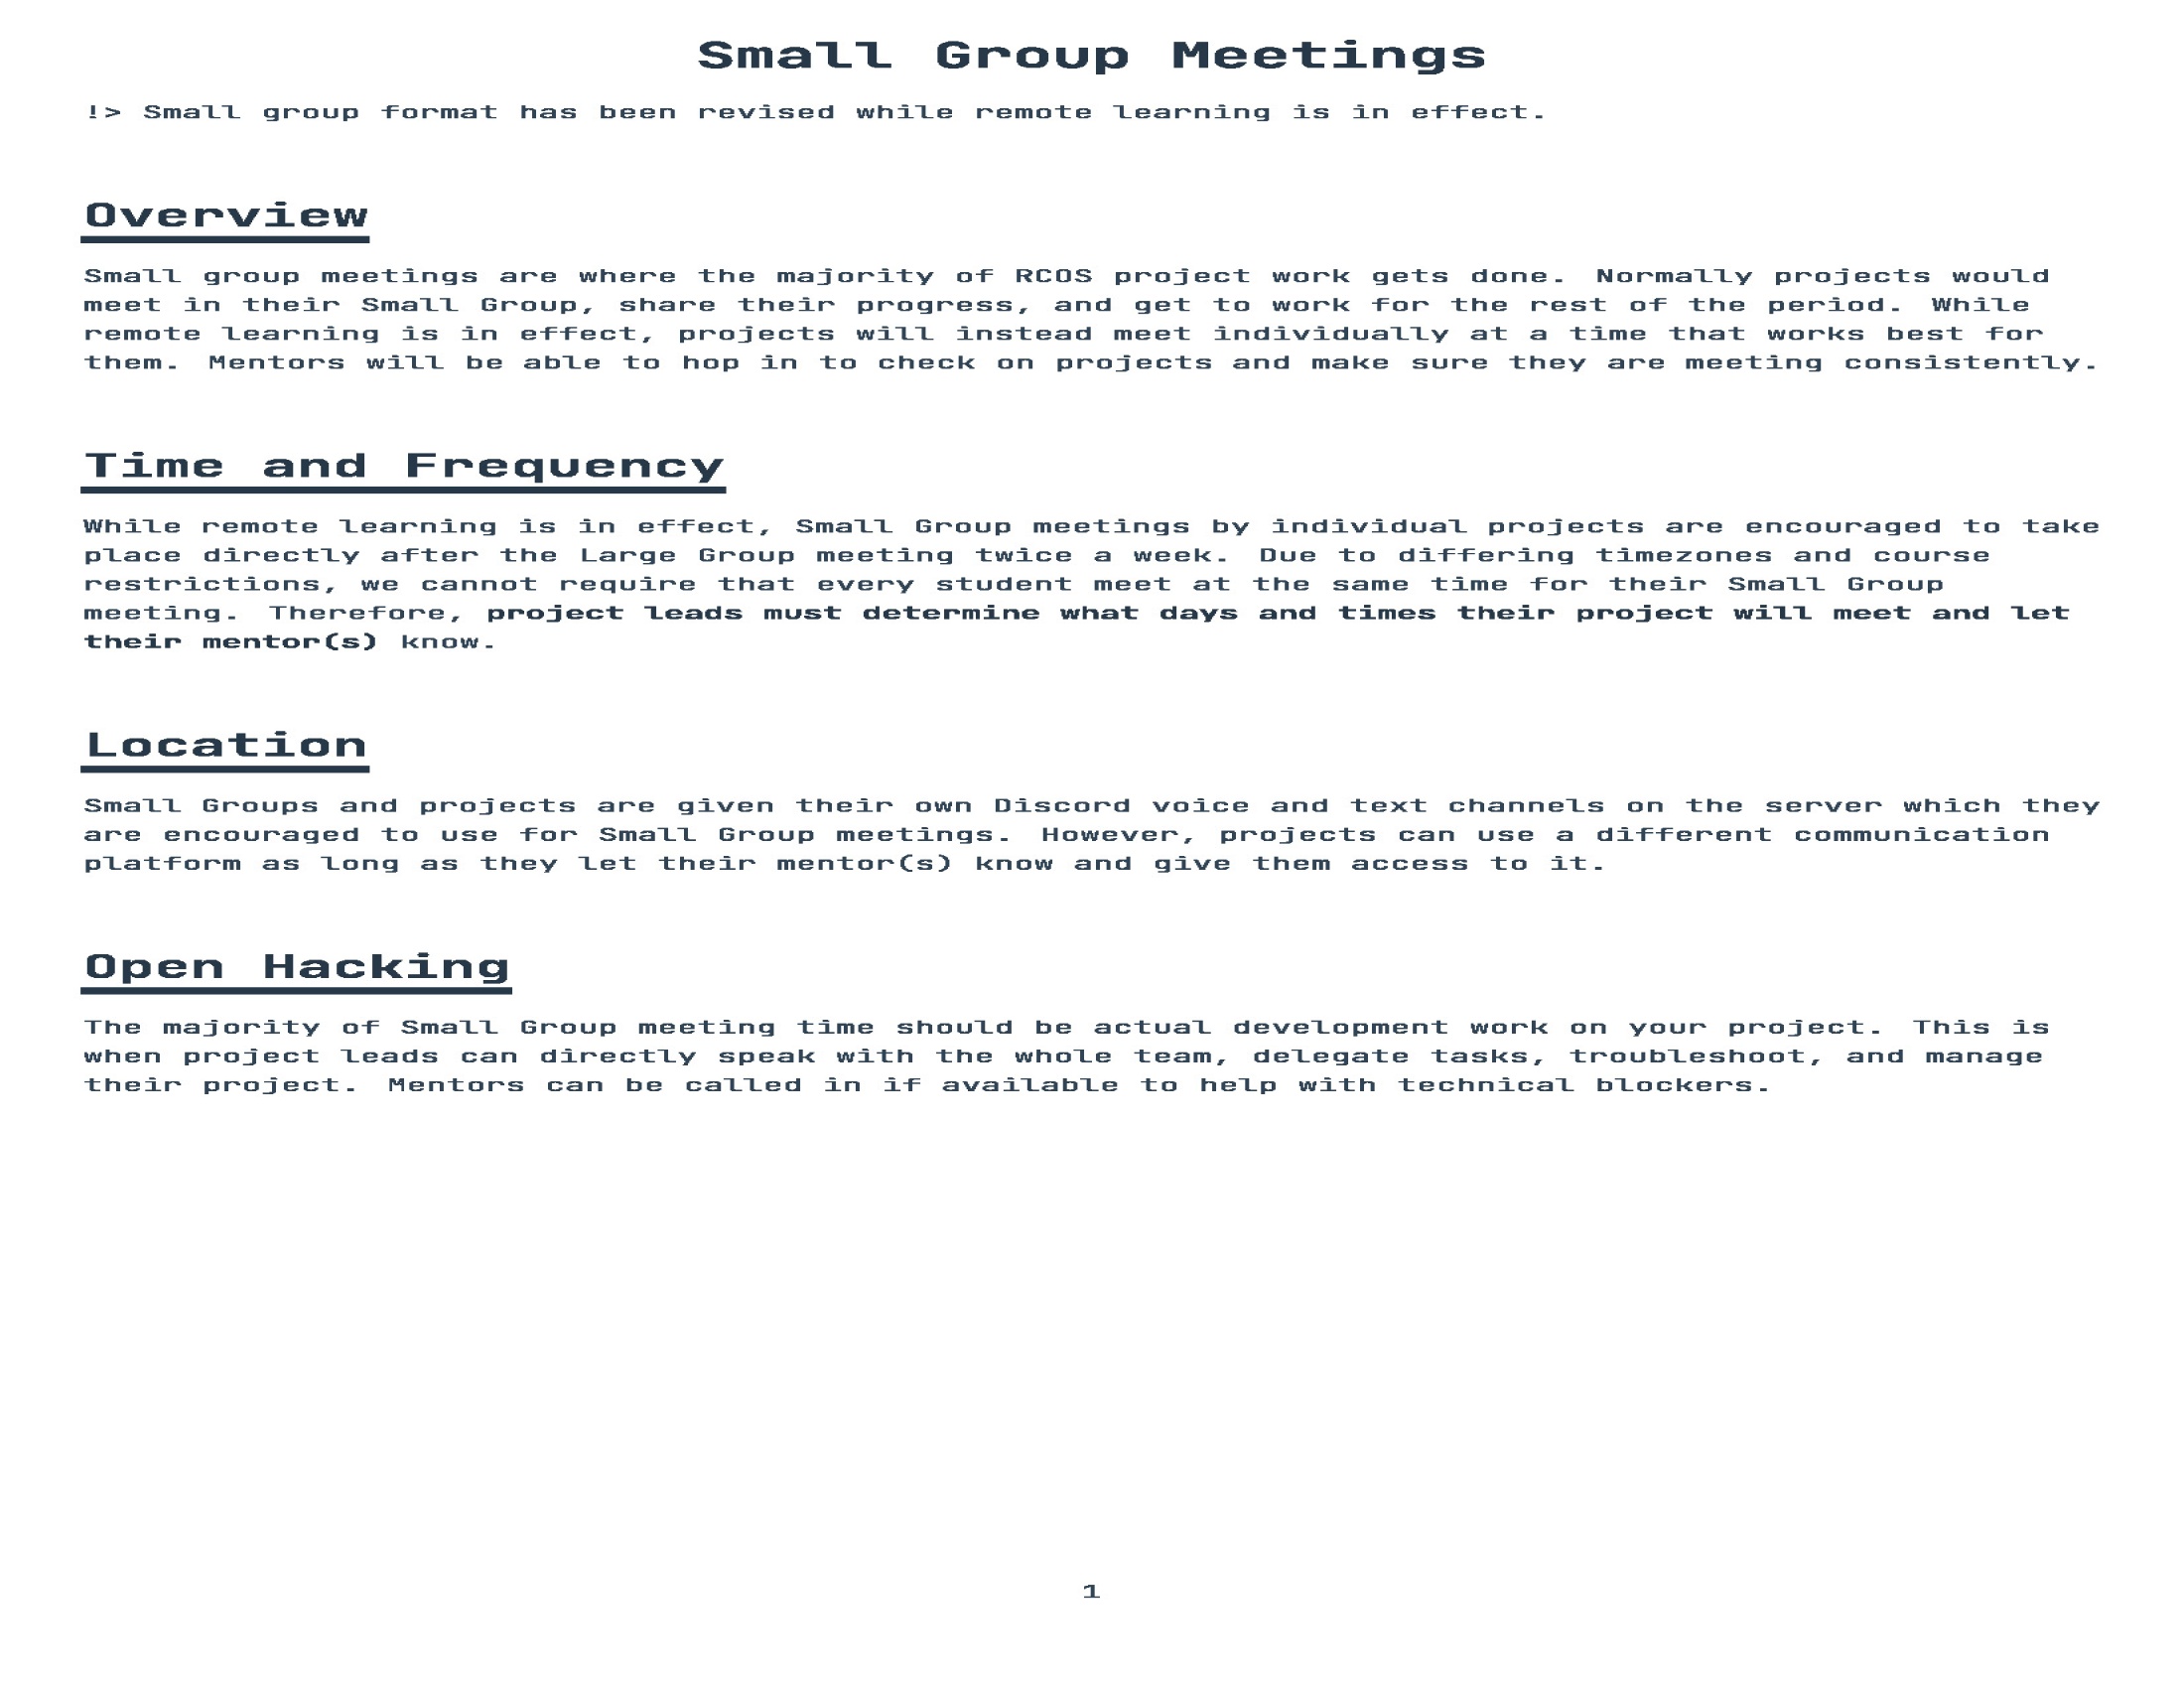 Small Group Meetings
!> Small group format has been revised while remote learning is in effect.
Overview
Small group meetings are where the majority of RCOS project work gets done. Normally projects would
meet in their Small Group, share their progress, and get to work for the rest of the period. While
remote learning is in effect, projects will instead meet individually at a time that works best for
them. Mentors will be able to hop in to check on projects and make sure they are meeting consistently.
Time and Frequency
While remote learning is in effect, Small Group meetings by individual projects are encouraged to take
place directly after the Large Group meeting twice a week. Due to differing timezones and course
restrictions, we cannot require that every student meet at the same time for their Small Group
meeting. Therefore, project leads must determine what days and times their project will meet and let
their mentor(s) know.
Location
Small Groups and projects are given their own Discord voice and text channels on the server which they
are encouraged to use for Small Group meetings. However, projects can use a different communication
platform as long as they let their mentor(s) know and give them access to it.
Open Hacking
The majority of Small Group meeting time should be actual development work on your project. This is
when project leads can directly speak with the whole team, delegate tasks, troubleshoot, and manage
their project. Mentors can be called in if available to help with technical blockers.
1